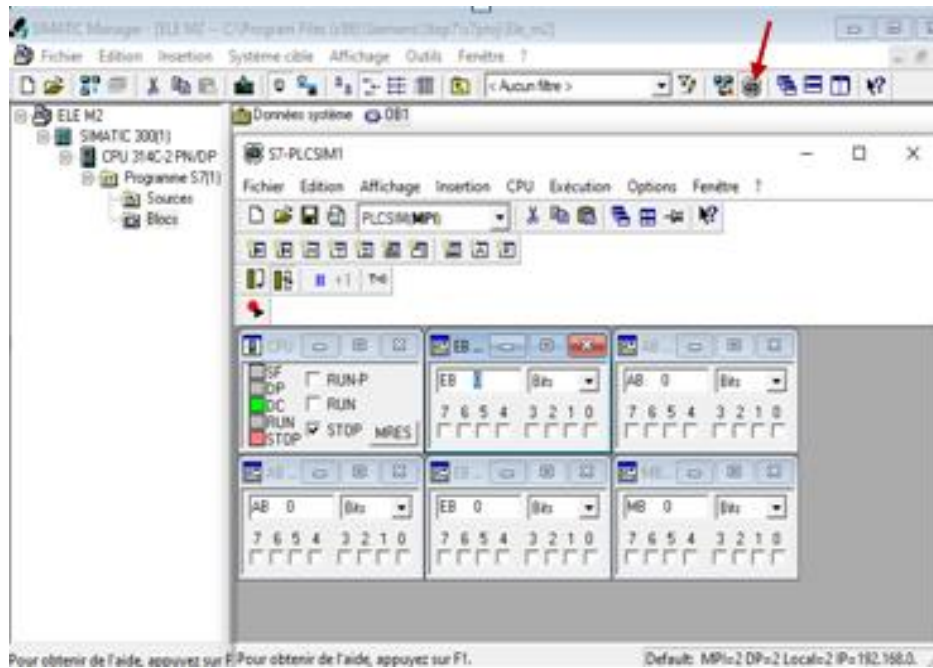 SIMATIC Manager - [ELE M2 -- C:\Program Files (x86)\Siemens\Step7\s7proj\Ele_m2]
Fichier Edition Insertion Système cible Affichage Outils Fenêtre ?
< Aucun filtre >
ELE M2
SIMATIC 300(1)
CPU 314C-2 PN/DP
Programme S7(1)
Sources
Blocs
Données système OB1
S7-PLCSIM1
Fichier Edition Affichage Insertion CPU Exécution Options Fenêtre ?
PLCSIM(MPI)
+1 T=0
CPU
SF
DP
DC
RUN
STOP
RUN-P
RUN
STOP MRES
EB ...
EB Bits
7 6 5 4 3 2 1 0
AB ...
AB 0 Bits
7 6 5 4 3 2 1 0
AB ...
AB 0 Bits
7 6 5 4 3 2 1 0
EB ...
EB 0 Bits
7 6 5 4 3 2 1 0
MB ...
MB 0 Bits
7 6 5 4 3 2 1 0
Pour obtenir de l'aide, appuyez sur F
Pour obtenir de l'aide, appuyez sur F1.
Default: MPI=2 DP=2 Local=2 IP=192.168.0.